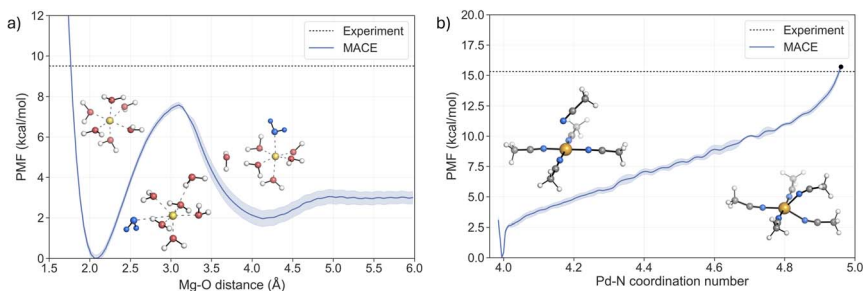 a)
12
10
8
6
4
2
0
PMF (kcal/mol)
Experiment
MACE
1.5 2.0 2.5 3.0 3.5 4.0 4.5 5.0 5.5 6.0
Mg-O distance (Å)
b)
20.0
17.5
15.0
12.5
10.0
7.5
5.0
2.5
0.0
PMF (kcal/mol)
Experiment
MACE
4.0 4.2 4.4 4.6 4.8 5.0
Pd-N coordination number